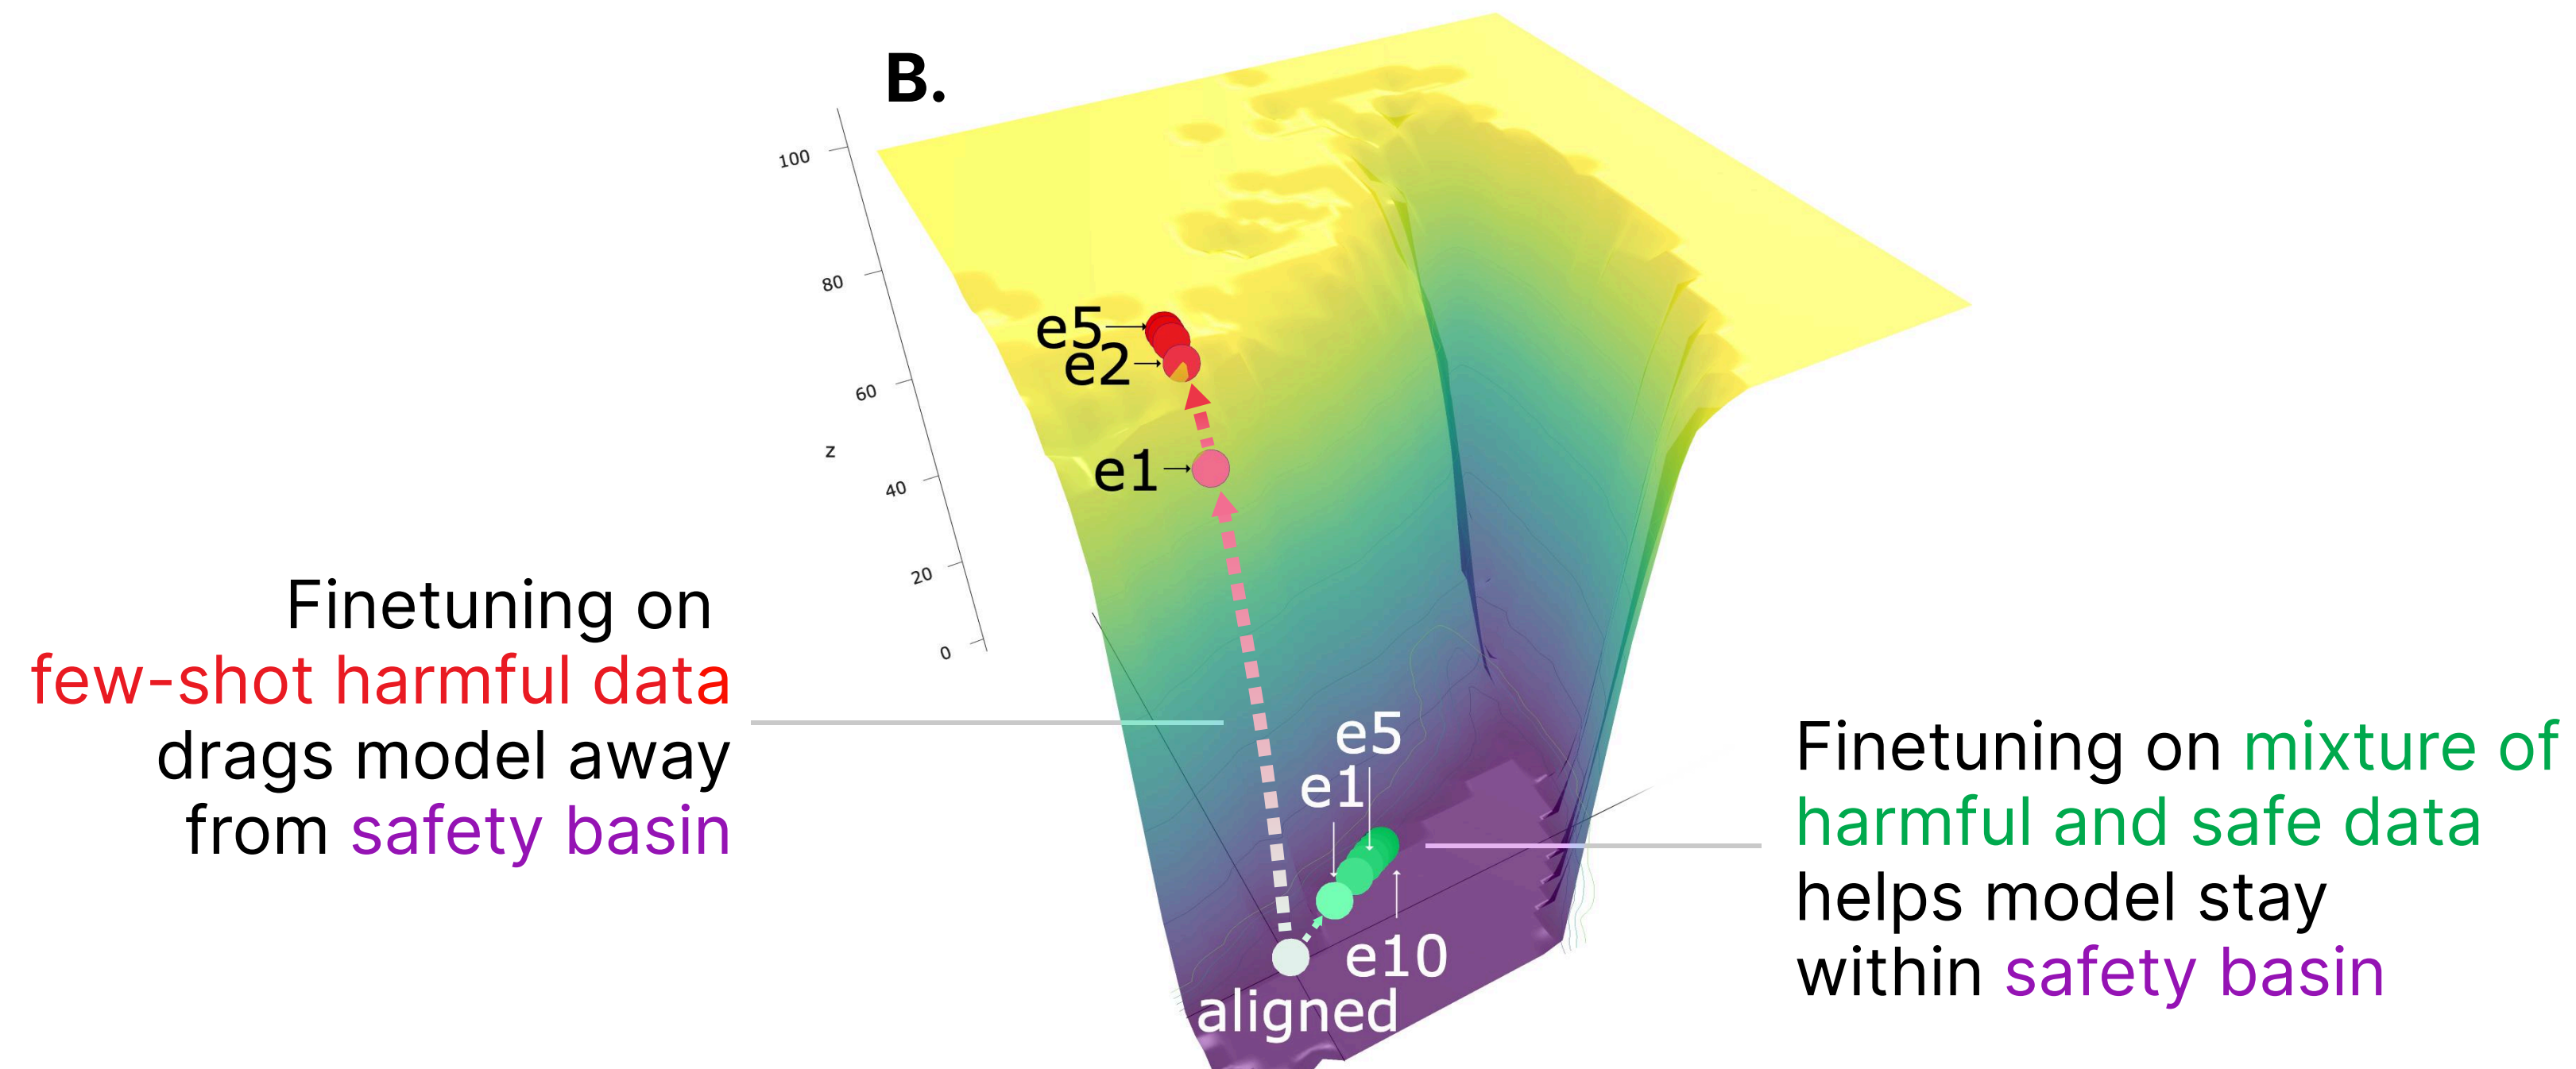 B.
100
80
60
z
40
20
0
e5
e2
e1
Finetuning on
few-shot harmful data
drags model away
from safety basin
e5
e1
e10
aligned
Finetuning on mixture of
harmful and safe data
helps model stay
within safety basin